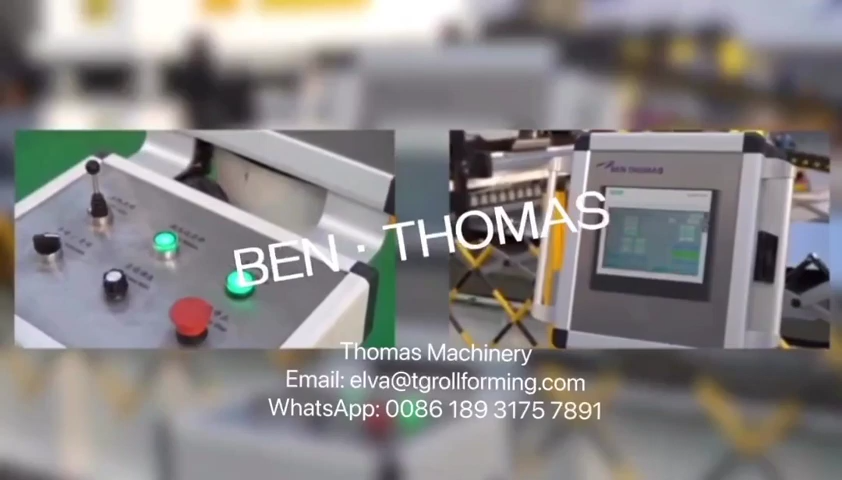 BEN THOMAS
BEN · THOMAS
Thomas Machinery
Email: elva@tgrollforming.com
WhatsApp: 0086 189 3175 7891